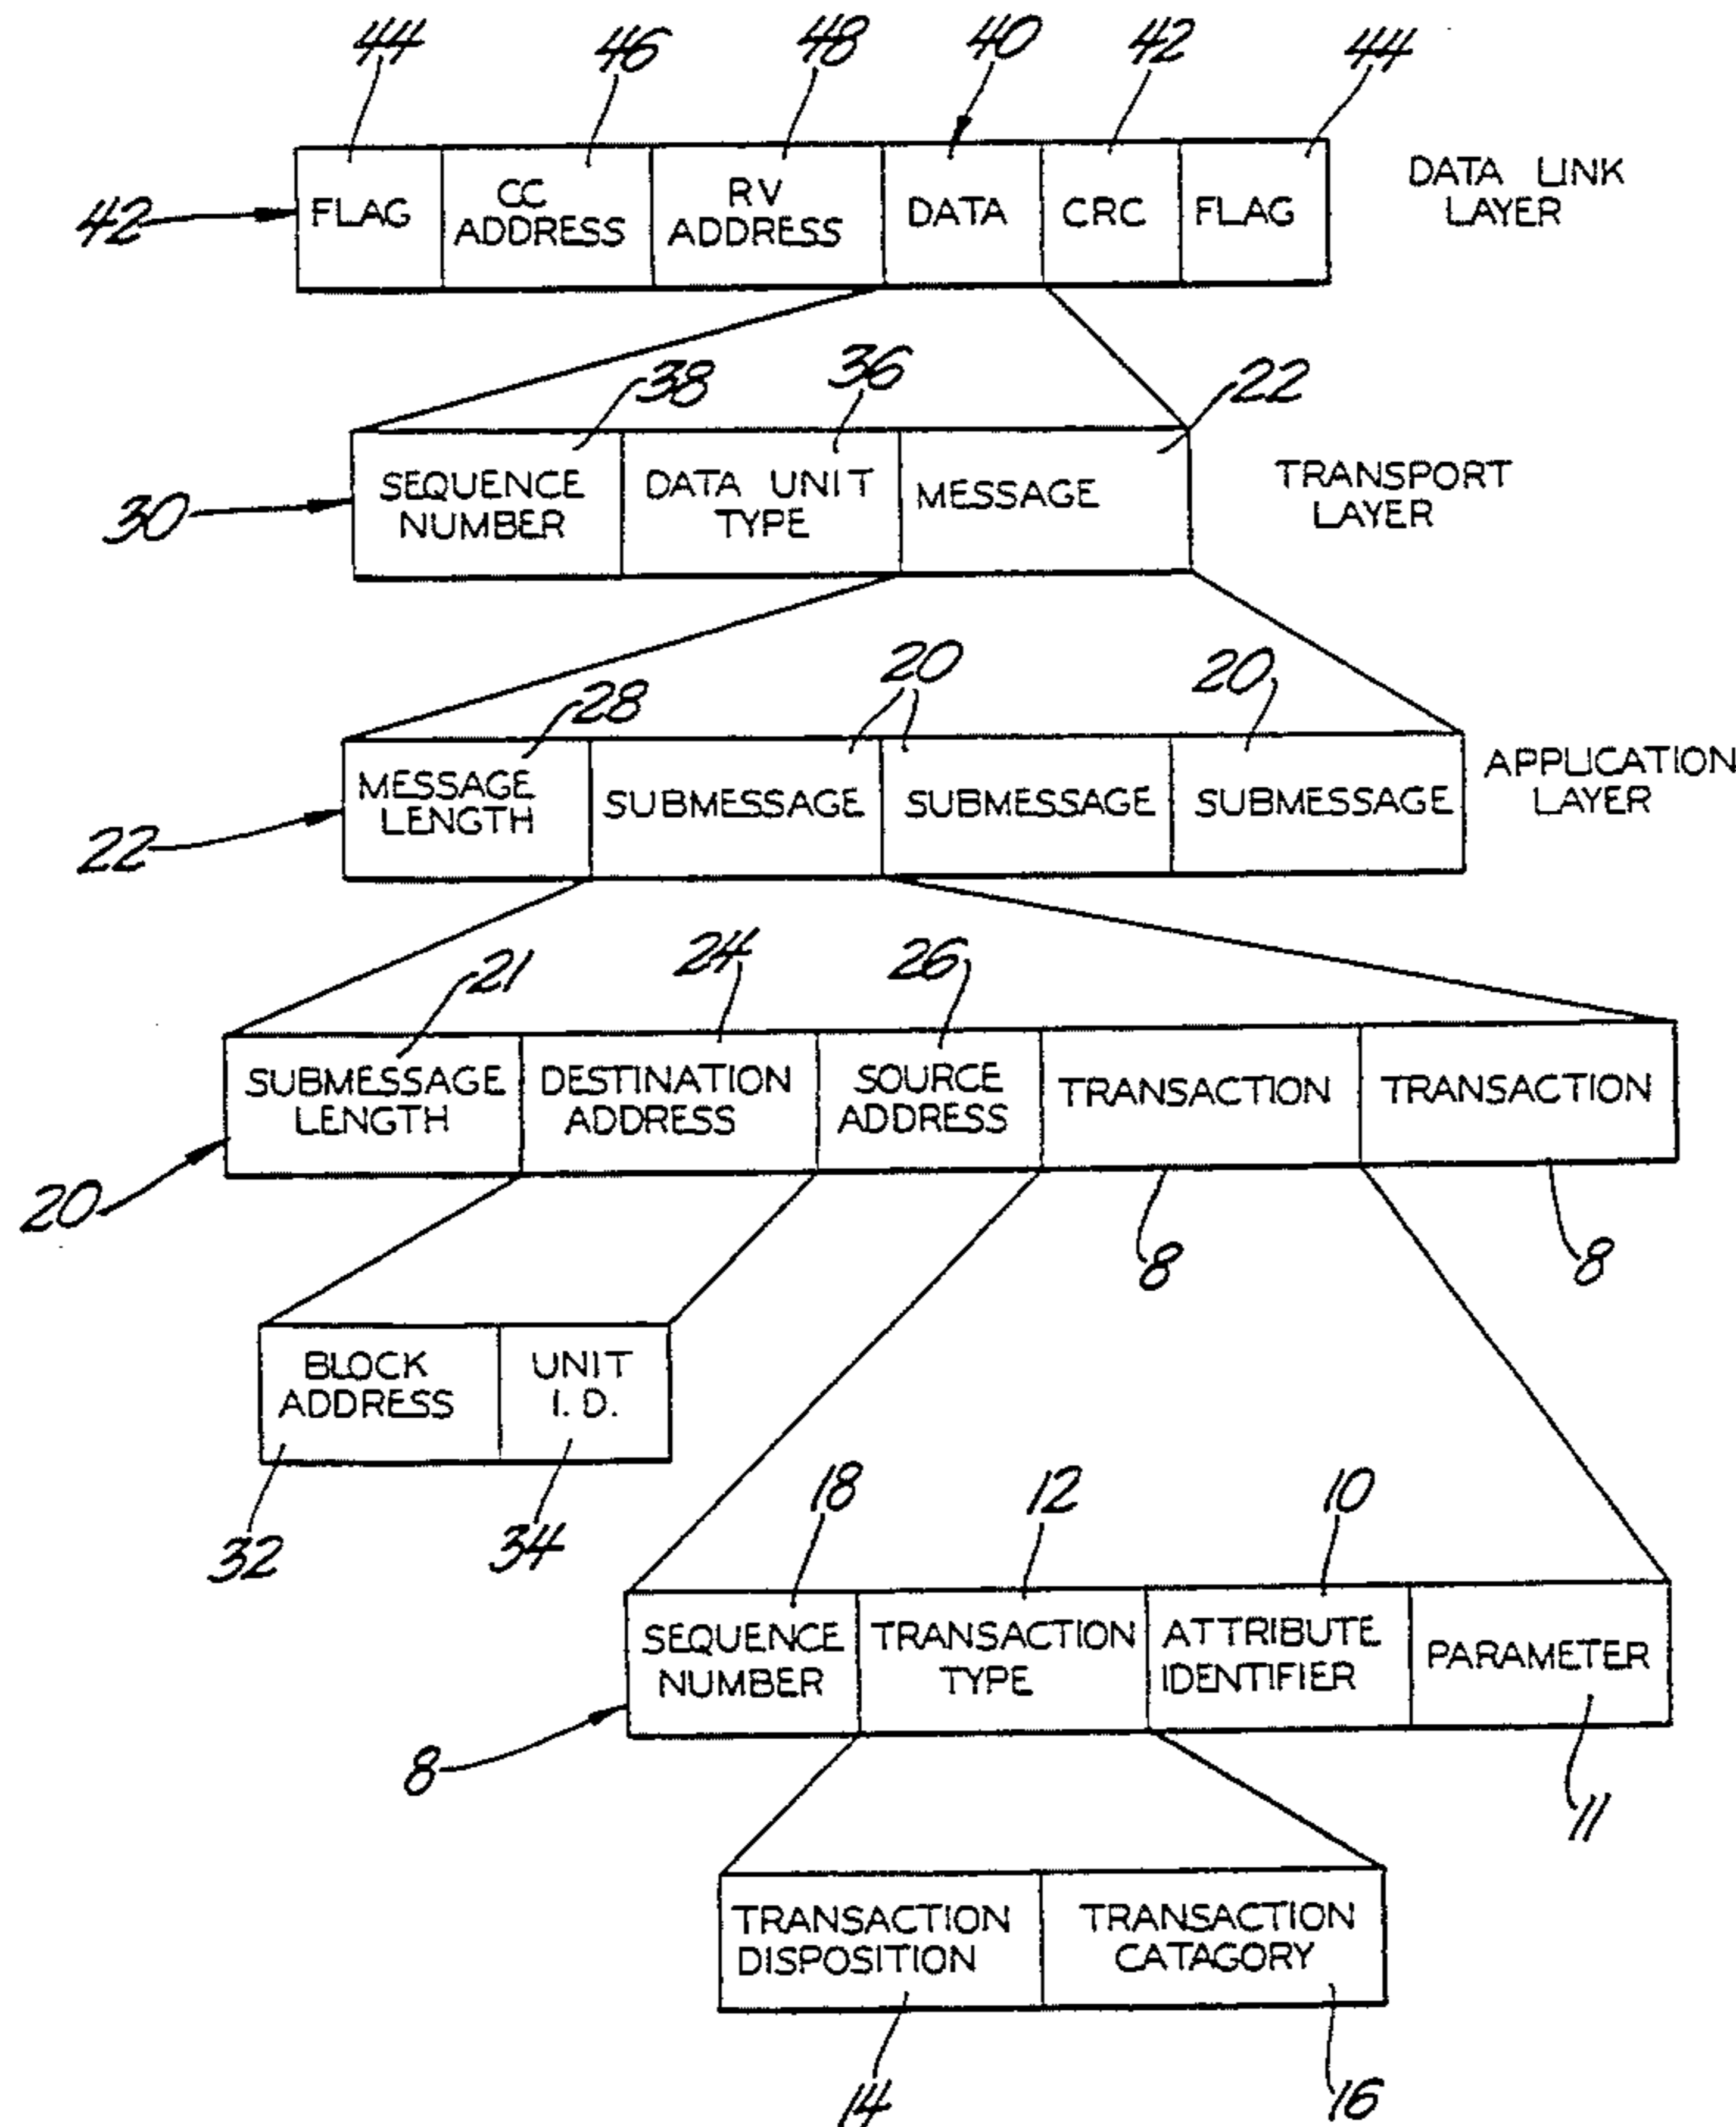 44 46 48 40 42 44
FLAG CC ADDRESS RV ADDRESS DATA CRC FLAG
DATA LINK LAYER
42
38 36 22
SEQUENCE NUMBER DATA UNIT TYPE MESSAGE
TRANSPORT LAYER
30
28 20 20
MESSAGE LENGTH SUBMESSAGE SUBMESSAGE SUBMESSAGE
APPLICATION LAYER
22
21 24 26
SUBMESSAGE LENGTH DESTINATION ADDRESS SOURCE ADDRESS TRANSACTION TRANSACTION
20
8 8
BLOCK ADDRESS UNIT I.D.
32 34
18 12 10
SEQUENCE NUMBER TRANSACTION TYPE ATTRIBUTE IDENTIFIER PARAMETER
8
11
TRANSACTION DISPOSITION TRANSACTION CATAGORY
14 16